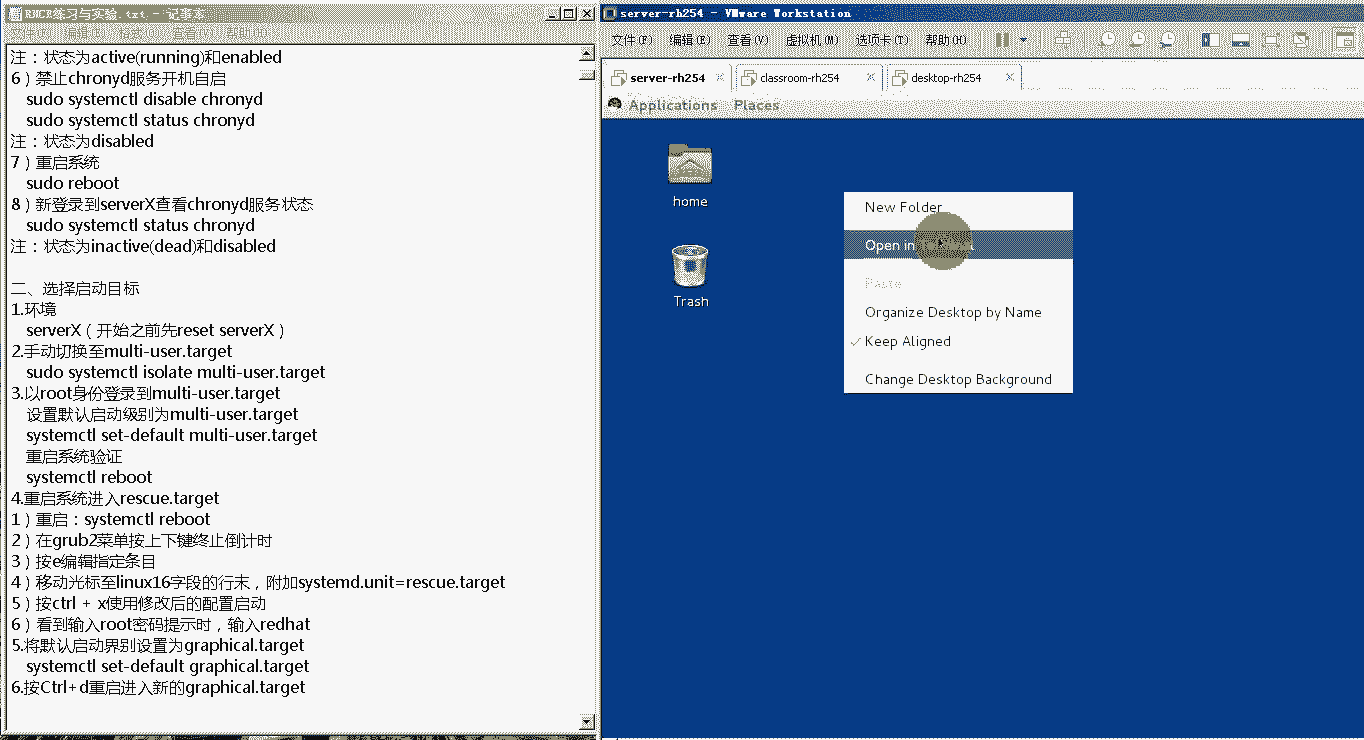 RHCE练习与实验.txt - 记事本
文件(F) 编辑(E) 格式(O) 查看(V) 帮助(H)
注：状态为active(running)和enabled
6）禁止chronyd服务开机自启
sudo systemctl disable chronyd
sudo systemctl status chronyd
注：状态为disabled
7）重启系统
sudo reboot
8）新登录到serverX查看chronyd服务状态
sudo systemctl status chronyd
注：状态为inactive(dead)和disabled
二、选择启动目标
1.环境
serverX（开始之前先reset serverX）
2.手动切换至multi-user.target
sudo systemctl isolate multi-user.target
3.以root身份登录到multi-user.target
设置默认启动级别为multi-user.target
systemctl set-default multi-user.target
重启系统验证
systemctl reboot
4.重启系统进入rescue.target
1）重启：systemctl reboot
2）在grub2菜单按上下键终止倒计时
3）按e编辑指定条目
4）移动光标至linux16字段的行末，附加systemd.unit=rescue.target
5）按ctrl + x使用修改后的配置启动
6）看到输入root密码提示时，输入redhat
5.将默认启动界别设置为graphical.target
systemctl set-default graphical.target
6.按Ctrl+d重启进入新的graphical.target
server-rh254 - VMware Workstation
文件(F) 编辑(E) 查看(V) 虚拟机(M) 选项卡(T) 帮助(H)
server-rh254 classroom-rh254 desktop-rh254
Applications Places
home
Trash
New Folder
Open in
Paste
Organize Desktop by Name
Keep Aligned
Change Desktop Background